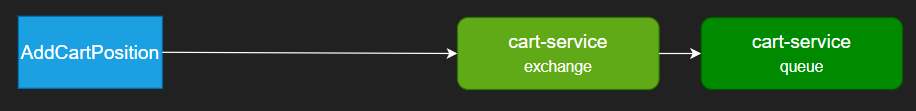 AddCartPosition
cart-service
exchange
cart-service
queue